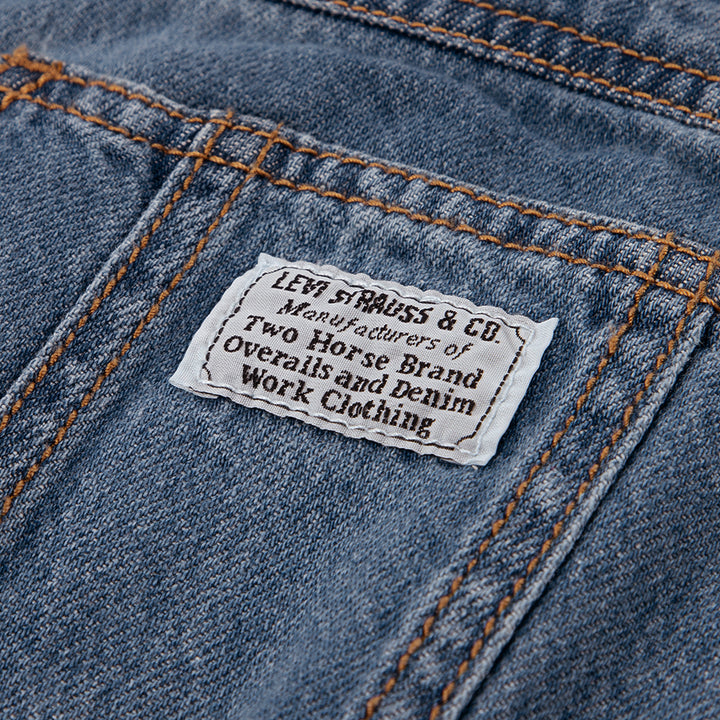 LEVI STRAUSS & CO.
Manufacturers of
Two Horse Brand
Overalls and Denim
Work Clothing